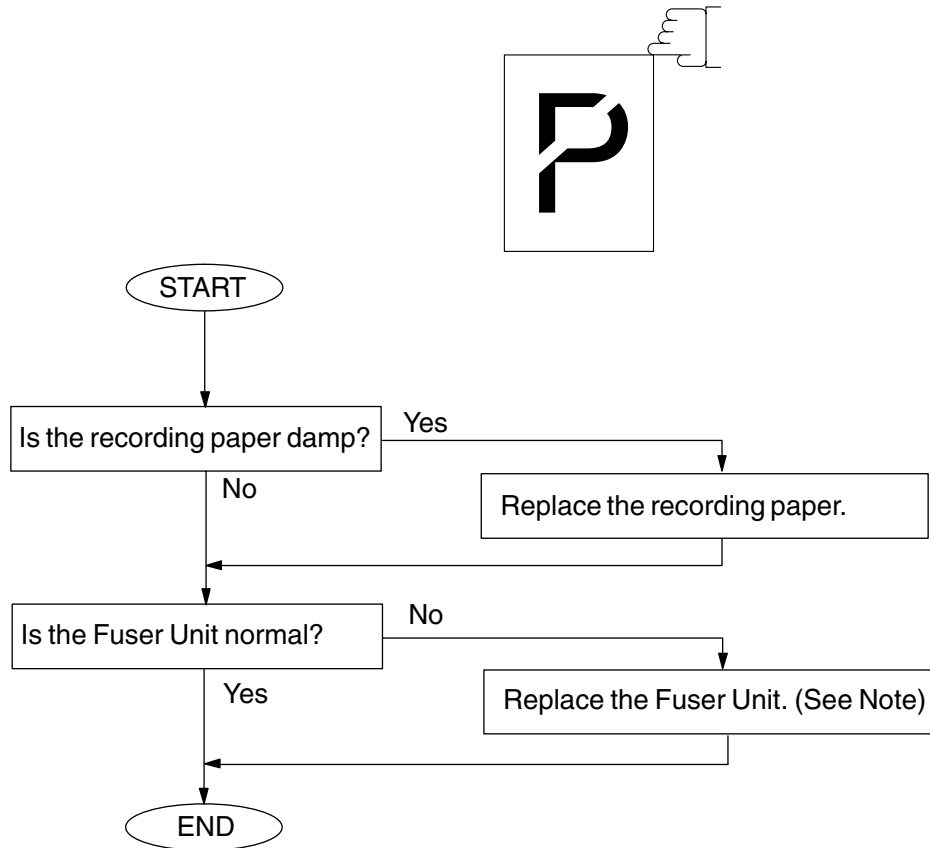 P
START
Is the recording paper damp?
Yes
No
Replace the recording paper.
Is the Fuser Unit normal?
No
Yes
Replace the Fuser Unit. (See Note)
END